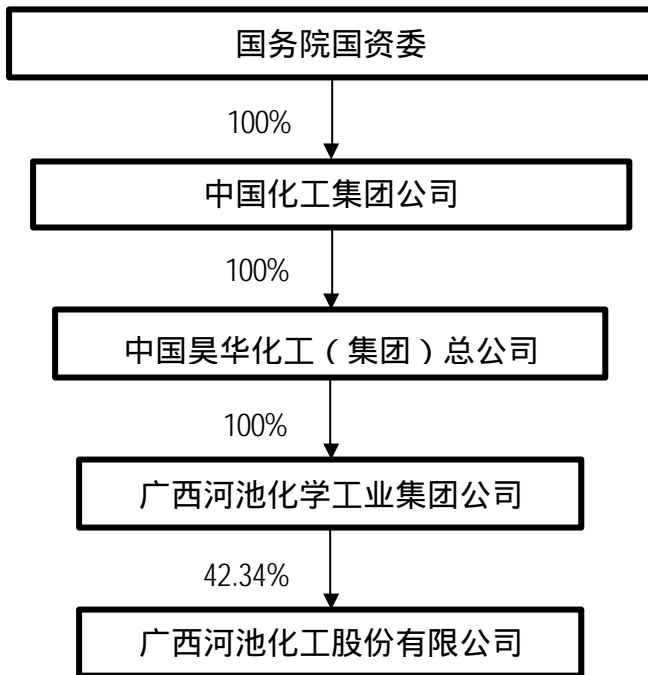 国务院国资委
100%
中国化工集团公司
100%
中国昊华化工（集团）总公司
100%
广西河池化学工业集团公司
42.34%
广西河池化工股份有限公司